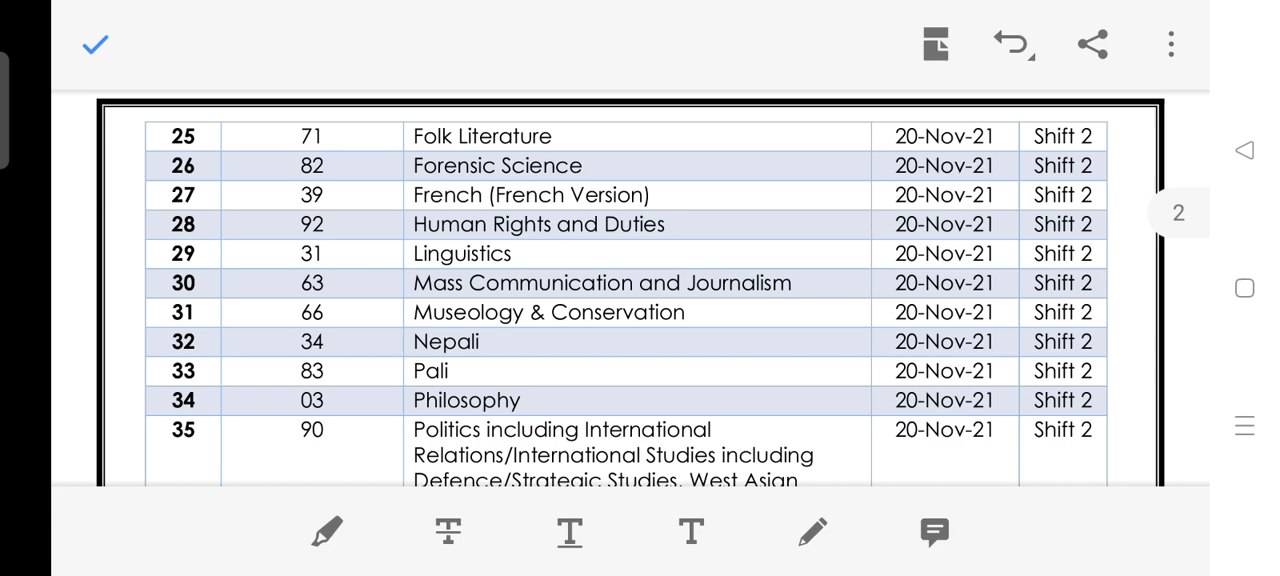 25 71 Folk Literature 20-Nov-21 Shift 2
26 82 Forensic Science 20-Nov-21 Shift 2
27 39 French (French Version) 20-Nov-21 Shift 2
28 92 Human Rights and Duties 20-Nov-21 Shift 2
29 31 Linguistics 20-Nov-21 Shift 2
30 63 Mass Communication and Journalism 20-Nov-21 Shift 2
31 66 Museology & Conservation 20-Nov-21 Shift 2
32 34 Nepali 20-Nov-21 Shift 2
33 83 Pali 20-Nov-21 Shift 2
34 03 Philosophy 20-Nov-21 Shift 2
35 90 Politics including International 20-Nov-21 Shift 2
Relations/International Studies including
Defence/Strategic Studies, West Asian
2